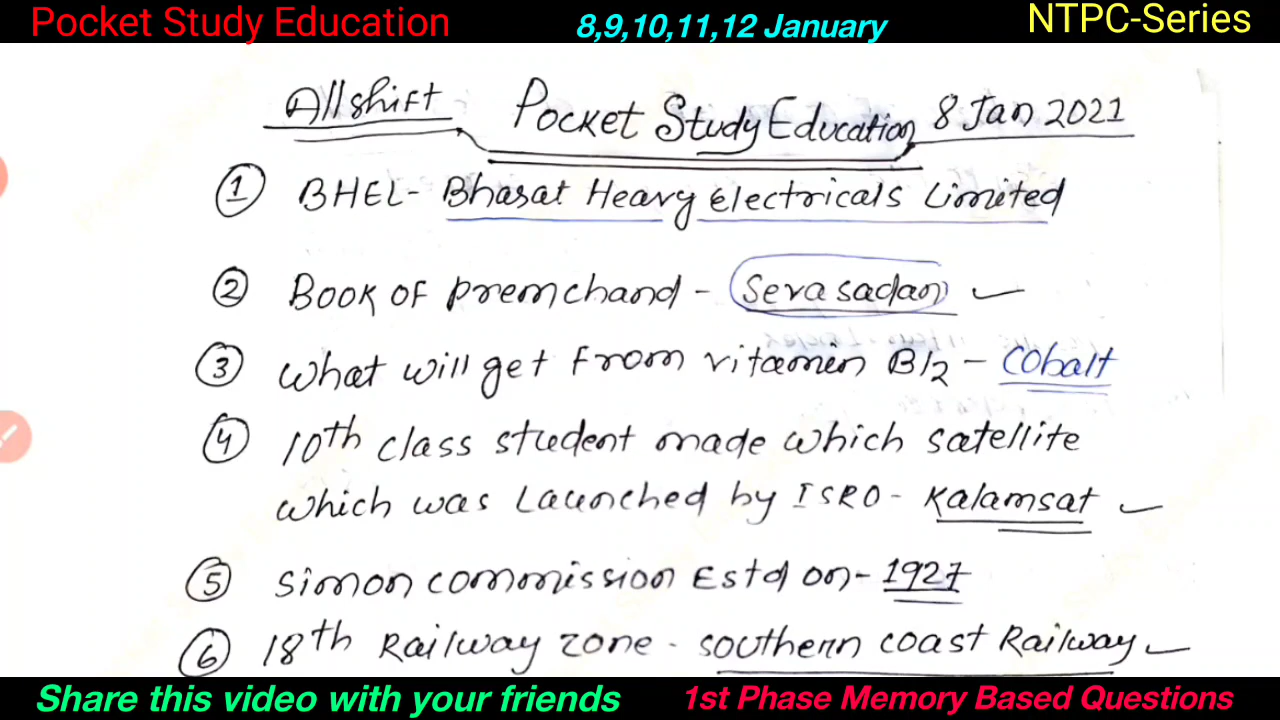 Pocket Study Education
8,9,10,11,12 January
NTPC-Series
All shift Pocket Study Education 8 Jan 2021
① BHEL- Bharat Heavy Electricals Limited
② Book of premchand - Sevasadan
③ What will get from vitamin B12 - Cobalt
④ 10th class student made which satellite
which was Launched by ISRO - Kalamsat
⑤ Simon commission Estd on- 1927
⑥ 18th Railway zone - southern coast Railway
Share this video with your friends
1st Phase Memory Based Questions